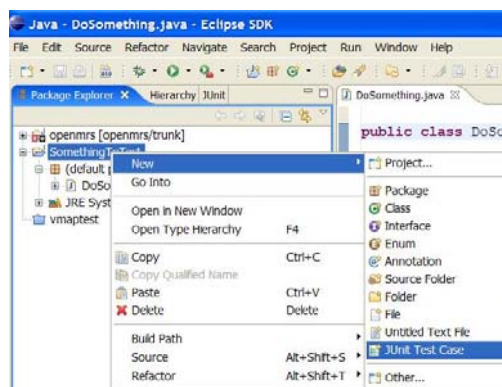 Java - DoSomething.java - Eclipse SDK
File Edit Source Refactor Navigate Search Project Run Window Help
Package Explorer Hierarchy JUnit
DoSomething.java
openmrs [openmrs/trunk]
SomethingToTest
(default
DoSo
JRE Syst
vmaptest
public class DoSo
New
Go Into
Open in New Window
Open Type Hierarchy F4
Copy Ctrl+C
Copy Qualified Name
Paste Ctrl+V
Delete Delete
Build Path
Source Alt+Shift+S
Refactor Alt+Shift+T
Project...
Package
Class
Interface
Enum
Annotation
Source Folder
Folder
File
Untitled Text File
JUnit Test Case
Other...